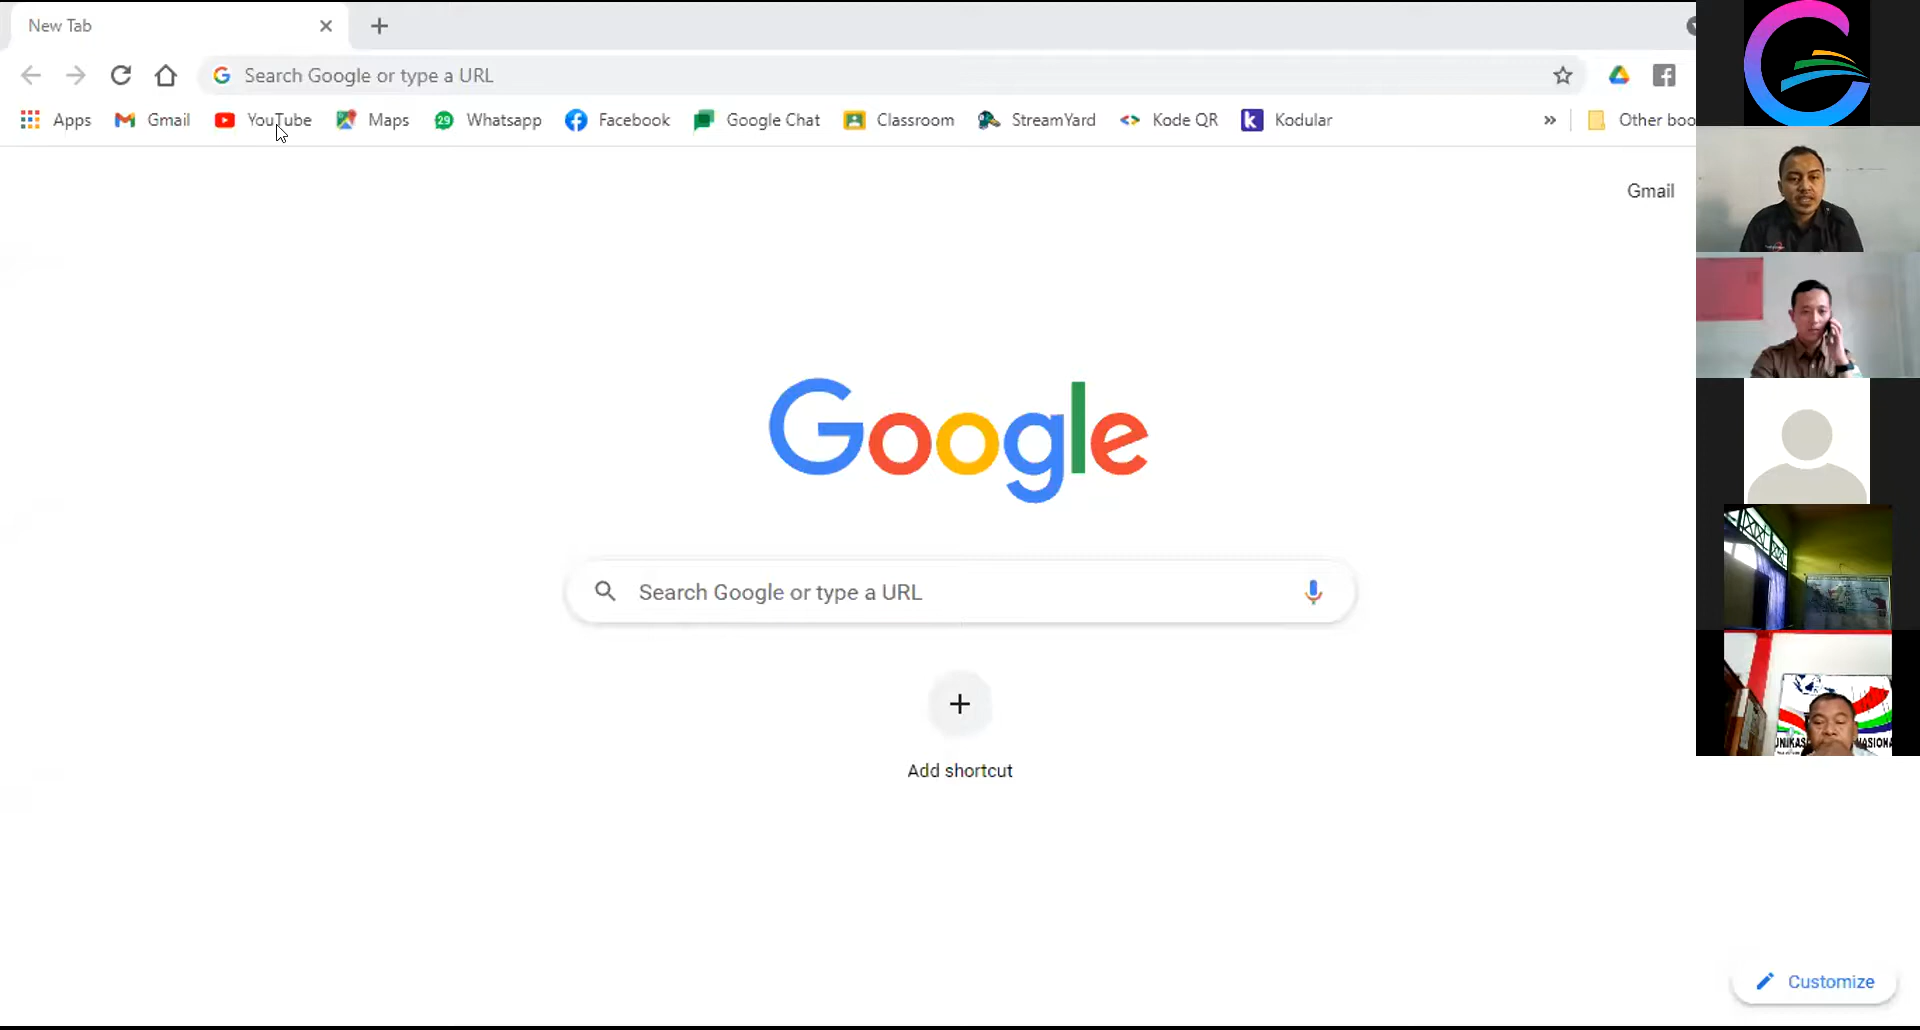 New Tab
Search Google or type a URL
Apps Gmail YouTube Maps 29 Whatsapp Facebook Google Chat Classroom StreamYard Kode QR Kodular » Other boo
Gmail
Google
Search Google or type a URL
Add shortcut
Customize